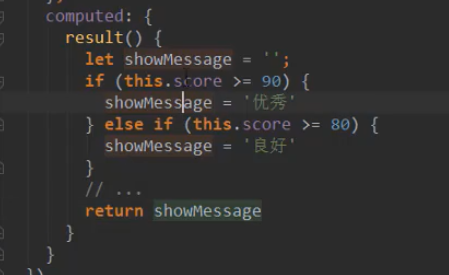 computed: {
result() {
let showMessage = '';
if (this.score >= 90) {
showMessage = '优秀'
} else if (this.score >= 80) {
showMessage = '良好'
}
// ...
return showMessage
}
}